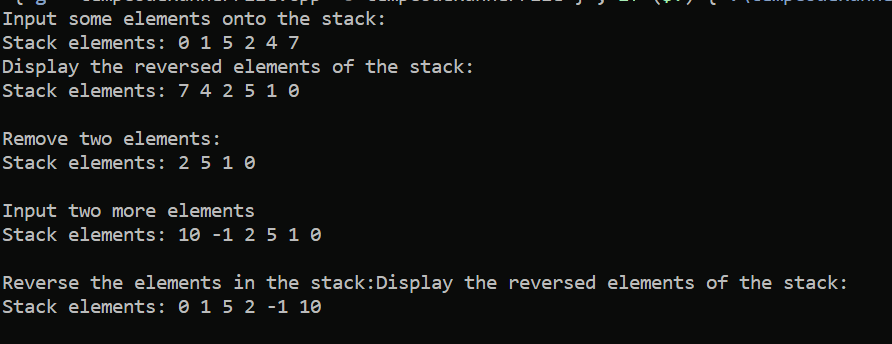 Input some elements onto the stack:
Stack elements: 0 1 5 2 4 7
Display the reversed elements of the stack:
Stack elements: 7 4 2 5 1 0
Remove two elements:
Stack elements: 2 5 1 0
Input two more elements
Stack elements: 10 -1 2 5 1 0
Reverse the elements in the stack:Display the reversed elements of the stack:
Stack elements: 0 1 5 2 -1 10